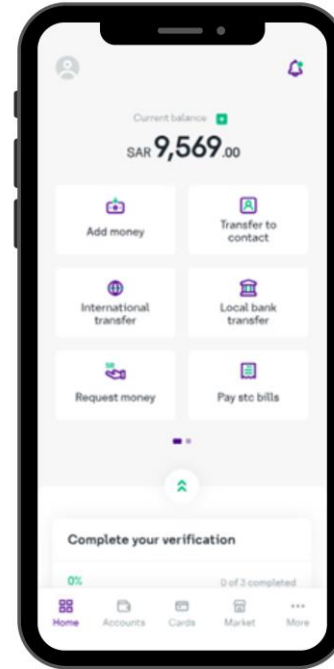 Current balance
SAR 9,569.00
Add money
Transfer to
contact
International
transfer
Local bank
transfer
Request money
Pay stc bills
Complete your verification
0%
0 of 3 completed
Home
Accounts
Cards
Market
More